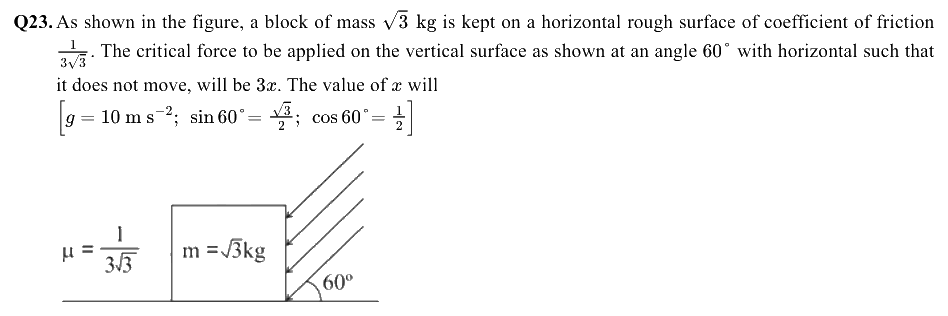 Q23. As shown in the figure, a block of mass √3 kg is kept on a horizontal rough surface of coefficient of friction
1/(3√3). The critical force to be applied on the vertical surface as shown at an angle 60° with horizontal such that
it does not move, will be 3x. The value of x will
[g = 10 m s⁻²; sin 60° = √3/2; cos 60° = 1/2]
μ = 1/(3√3)
m = √3kg
60°